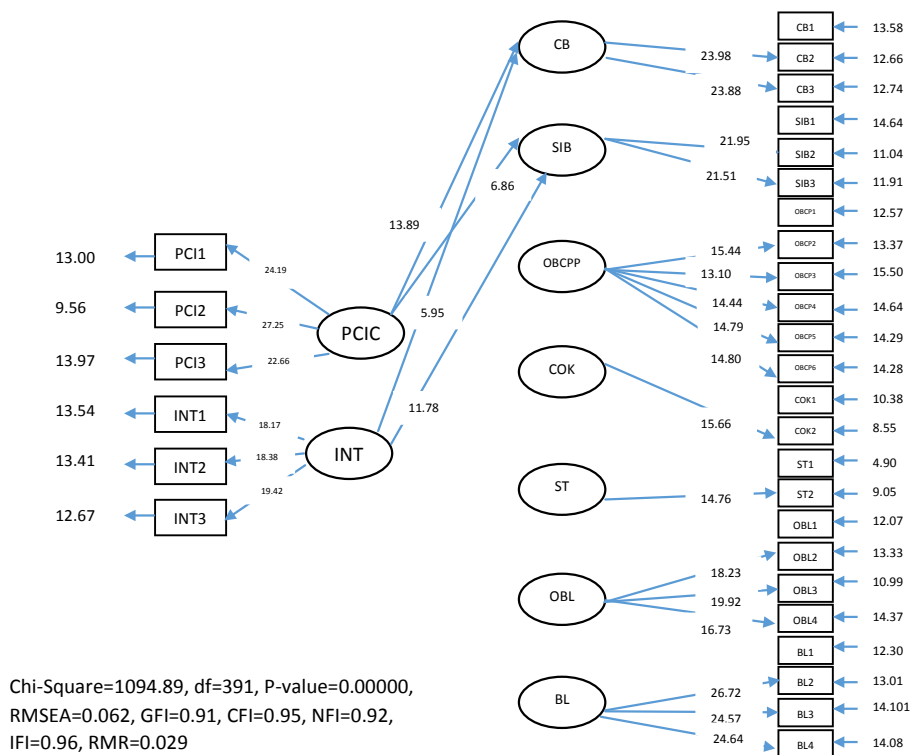 CB1 13.58
CB 23.98 CB2 12.66
23.88 CB3 12.74
SIB1 14.64
SIB 21.95 SIB2 11.04
6.86 21.51 SIB3 11.91
13.89 OBCP1 12.57
13.00 PCI1 24.19 OBCPP 15.44 OBCP2 13.37
13.10 OBCP3 15.50
9.56 PCI2 27.25 5.95 14.44 OBCP4 14.64
PCIC 14.79 OBCP5 14.29
13.97 PCI3 22.66 COK 14.80 OBCP6 14.28
11.78 COK1 10.38
13.54 INT1 18.17 15.66 COK2 8.55
13.41 INT2 18.38 INT ST1 4.90
19.42 ST 14.76 ST2 9.05
12.67 INT3 OBL1 12.07
OBL2 13.33
18.23 OBL3 10.99
OBL 19.92
16.73 OBL4 14.37
BL1 12.30
26.72 BL2 13.01
BL 24.57 BL3 14.101
24.64 BL4 14.08
Chi-Square=1094.89, df=391, P-value=0.00000,
RMSEA=0.062, GFI=0.91, CFI=0.95, NFI=0.92,
IFI=0.96, RMR=0.029